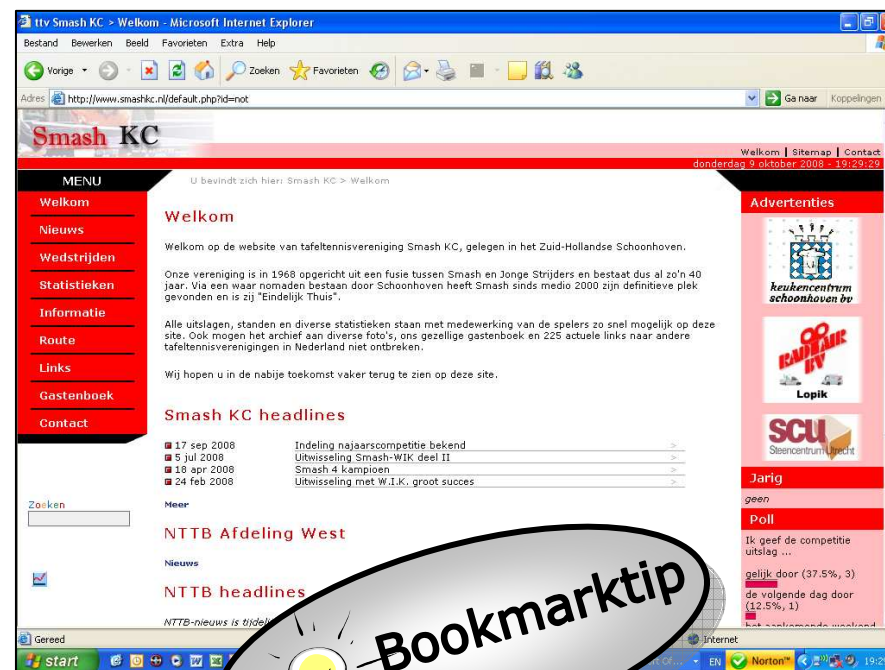 ttv Smash KC > Welkom - Microsoft Internet Explorer
Bestand Bewerken Beeld Favorieten Extra Help
Vorige Zoeken Favorieten
Adres http://www.smashkc.nl/default.php?id=not Ga naar Koppelingen
Smash KC
Welkom | Sitemap | Contact
donderdag 9 oktober 2008 - 19:29:29
MENU
Welkom
Nieuws
Wedstrijden
Statistieken
Informatie
Route
Links
Gastenboek
Contact
Zoeken
U bevindt zich hier: Smash KC > Welkom
Welkom
Welkom op de website van tafeltennisvereniging Smash KC, gelegen in het Zuid-Hollandse Schoonhoven.
Onze vereniging is in 1968 opgericht uit een fusie tussen Smash en Jonge Strijders en bestaat dus al zo'n 40
jaar. Via een waar nomaden bestaan door Schoonhoven heeft Smash sinds medio 2000 zijn definitieve plek
gevonden en is zij "Eindelijk Thuis".
Alle uitslagen, standen en diverse statistieken staan met medewerking van de spelers zo snel mogelijk op deze
site. Ook mogen het archief aan diverse foto's, ons gezellige gastenboek en 225 actuele links naar andere
tafeltennisverenigingen in Nederland niet ontbreken.
Wij hopen u in de nabije toekomst vaker terug te zien op deze site.
Smash KC headlines
17 sep 2008 Indeling najaarscompetitie bekend >
5 jul 2008 Uitwisseling Smash-WIK deel II >
18 apr 2008 Smash 4 kampioen >
24 feb 2008 Uitwisseling met W.I.K. groot succes >
Meer
NTTB Afdeling West
Nieuws
NTTB headlines
NTTB-nieuws is
Advertenties
keukencentrum
schoonhoven bv
RADI AIR
BV
Lopik
SCU
Steencentrum Utrecht
Jarig
geen
Poll
Ik geef de competitie
uitslag ...
gelijk door (37.5%, 3)
de volgende dag door
(12.5%, 1)
het aankomende weekend
Bookmarktip
Gereed Internet
start EN Norton™ 19:2